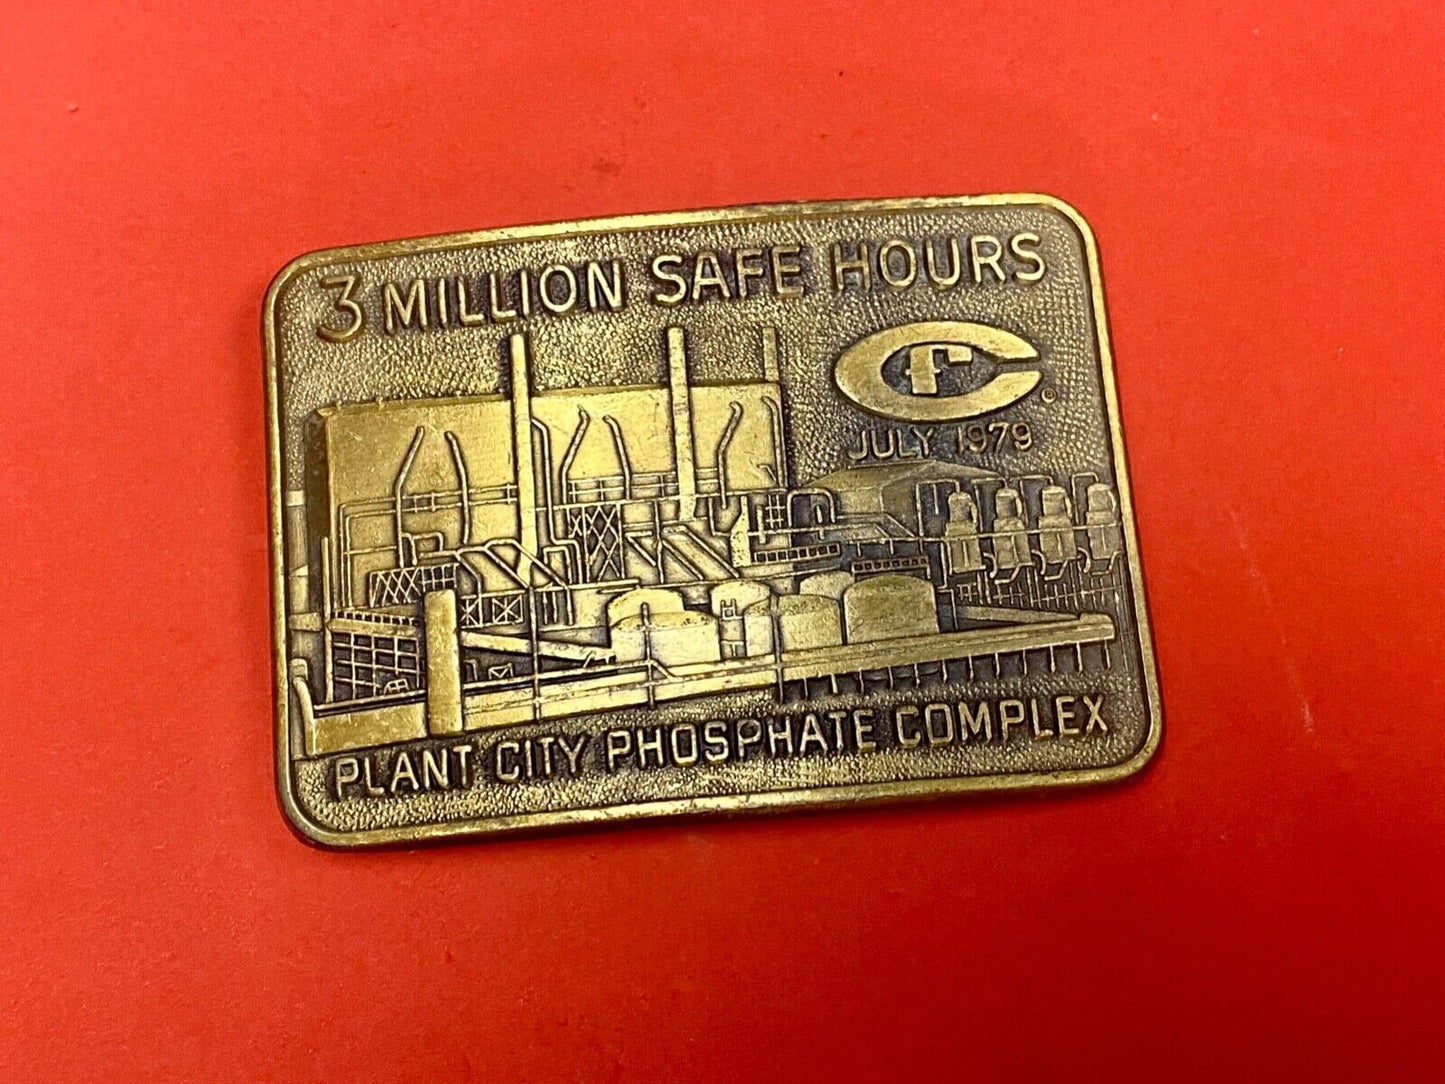 3 MILLION SAFE HOURS
Cf®
JULY 1979
PLANT CITY PHOSPHATE COMPLEX